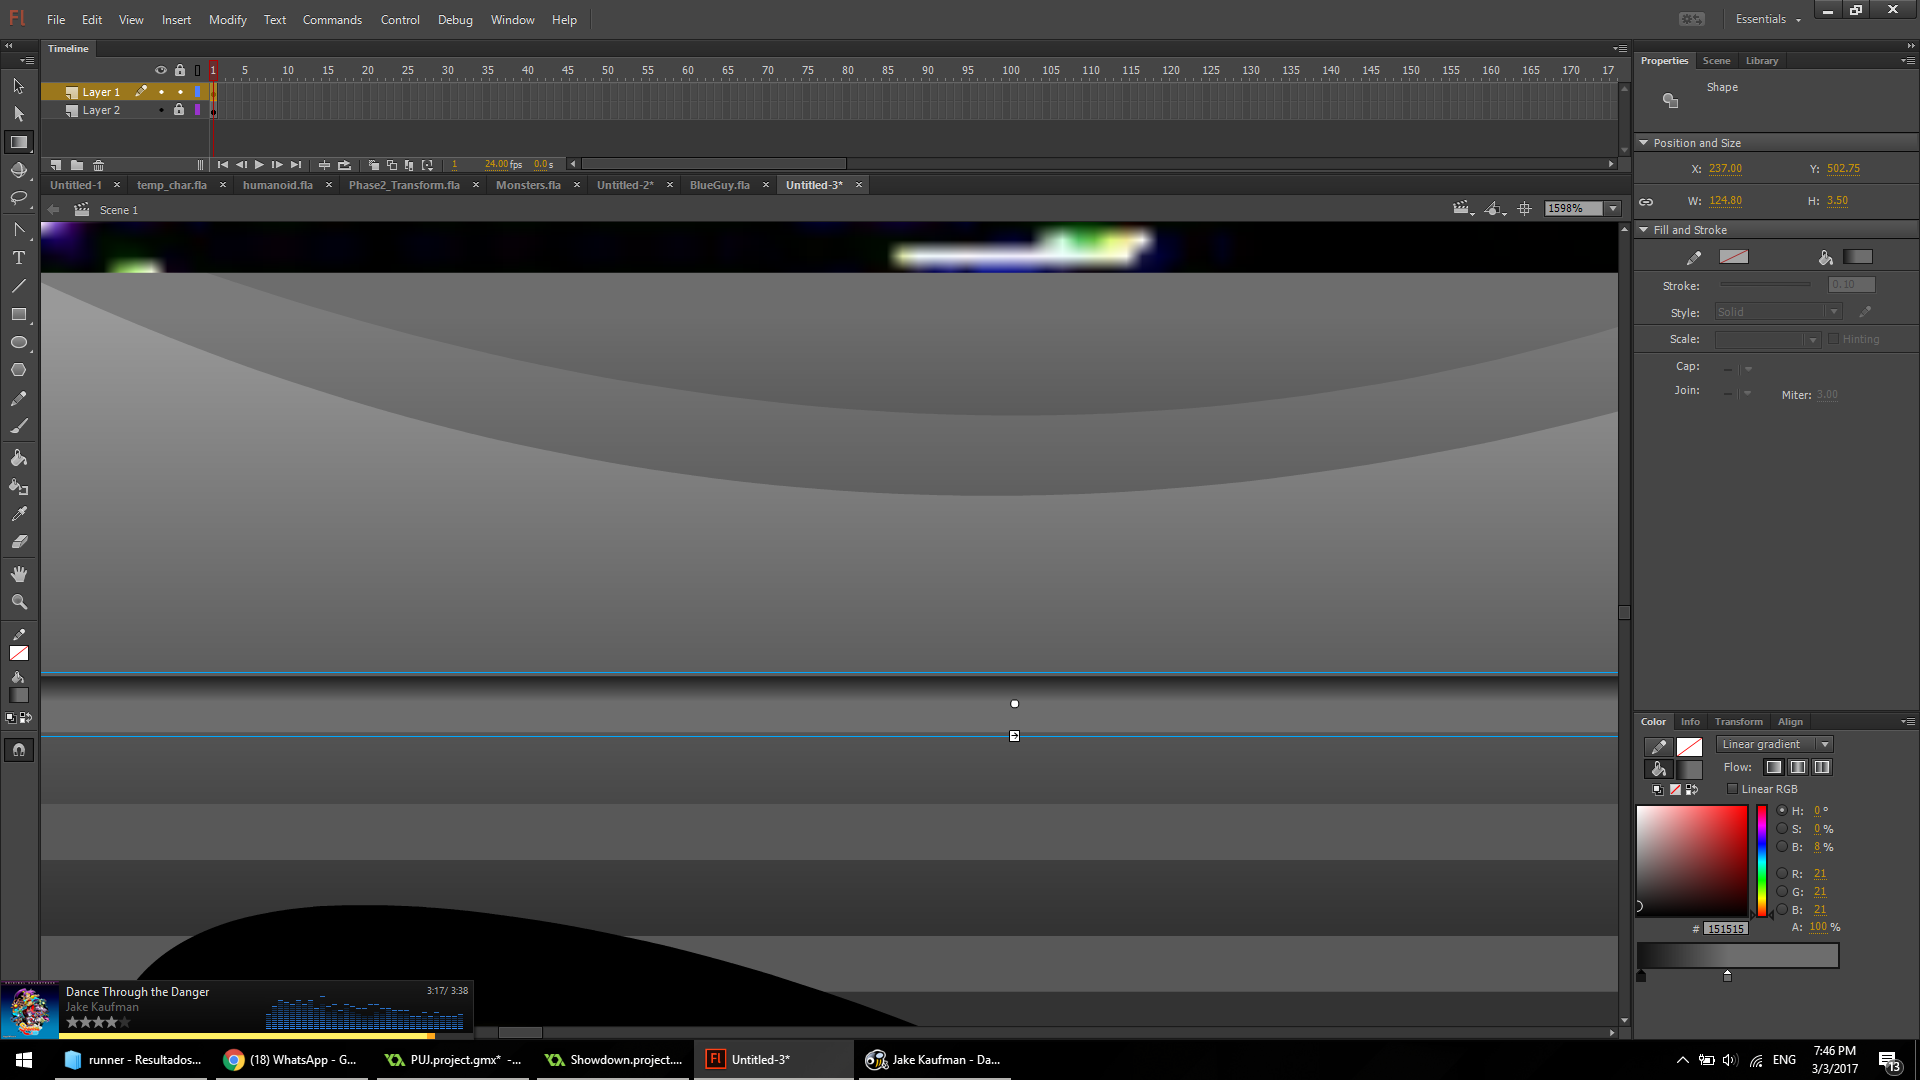 Fl File Edit View Insert Modify Text Commands Control Debug Window Help Essentials
Timeline
1 5 10 15 20 25 30 35 40 45 50 55 60 65 70 75 80 85 90 95 100 105 110 115 120 125 130 135 140 145 150 155 160 165 170 17
Layer 1
Layer 2
1 24.00 fps 0.0 s
Untitled-1 temp_char.fla humanoid.fla Phase2_Transform.fla Monsters.fla Untitled-2* BlueGuy.fla Untitled-3*
Scene 1 1598%
Properties Scene Library
Shape
Position and Size
X: 237.00 Y: 502.75
W: 124.80 H: 3.50
Fill and Stroke
Stroke: 0.10
Style: Solid
Scale: Hinting
Cap:
Join: Miter: 3.00
Color Info Transform Align
Linear gradient
Flow:
Linear RGB
H: 0 °
S: 0 %
B: 8 %
R: 21
G: 21
B: 21
# 151515 A: 100 %
Dance Through the Danger 3:17/ 3:38
Jake Kaufman
runner - Resultados... (18) WhatsApp - G... PUJ.project.gmx* -... Showdown.project.... Fl Untitled-3* Jake Kaufman - Da...
ENG 7:46 PM
3/3/2017 13